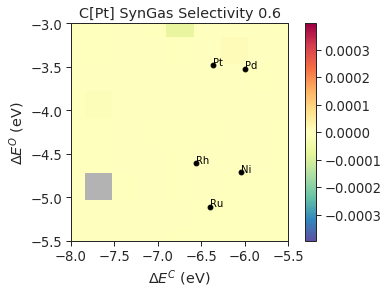 C[Pt] SynGas Selectivity 0.6
−3.0
−3.5
−4.0
−4.5
−5.0
−5.5
ΔE^O (eV)
Pt
Pd
Rh
Ni
Ru
−8.0 −7.5 −7.0 −6.5 −6.0 −5.5
ΔE^C (eV)
0.0003
0.0002
0.0001
0.0000
−0.0001
−0.0002
−0.0003